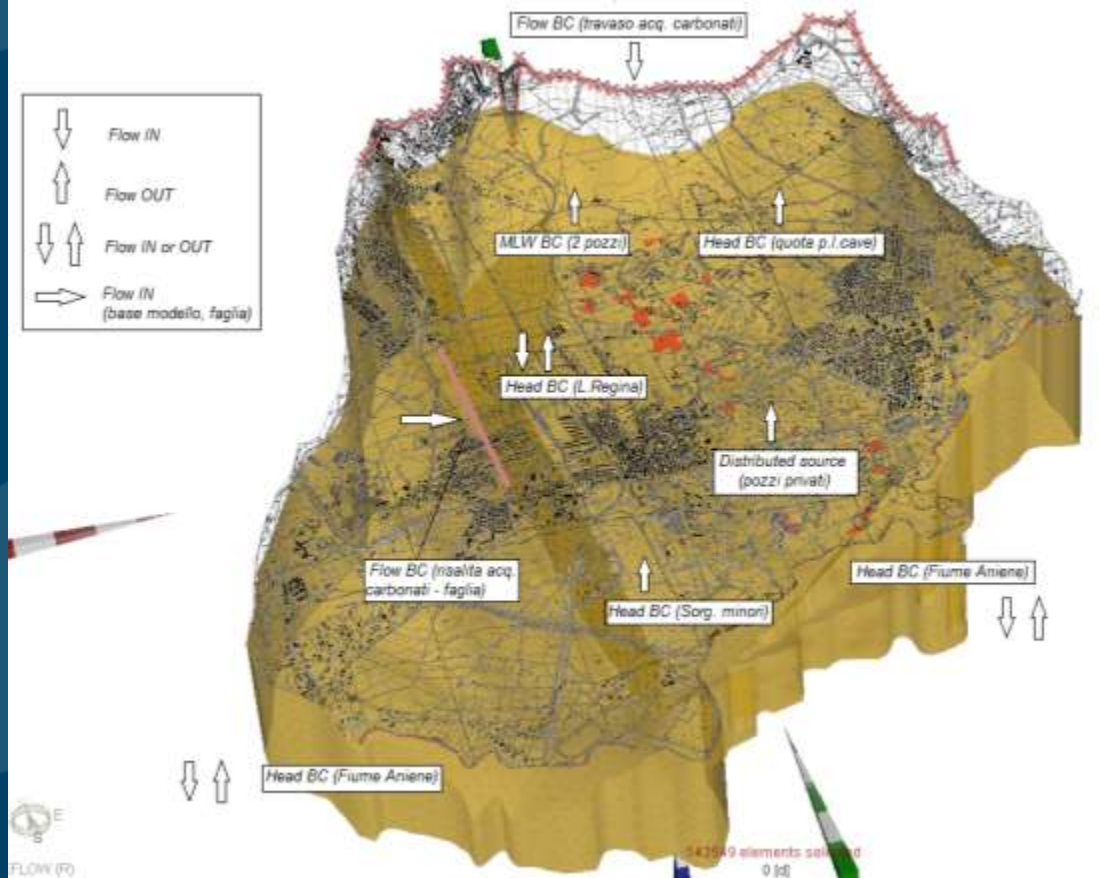 Flow BC (travaso acq. carbonati)
Flow IN
Flow OUT
Flow IN or OUT
Flow IN
(base modello, faglia)
MLW BC (2 pozzi)
Head BC (quota p.l.cave)
Head BC (L.Regina)
Distributed source
(pozzi privati)
Flow BC (risalita acq.
carbonati - faglia)
Head BC (Fiume Aniene)
Head BC (Sorg. minori)
Head BC (Fiume Aniene)
E
S
FLOW (R)
elements selected
0 [d]